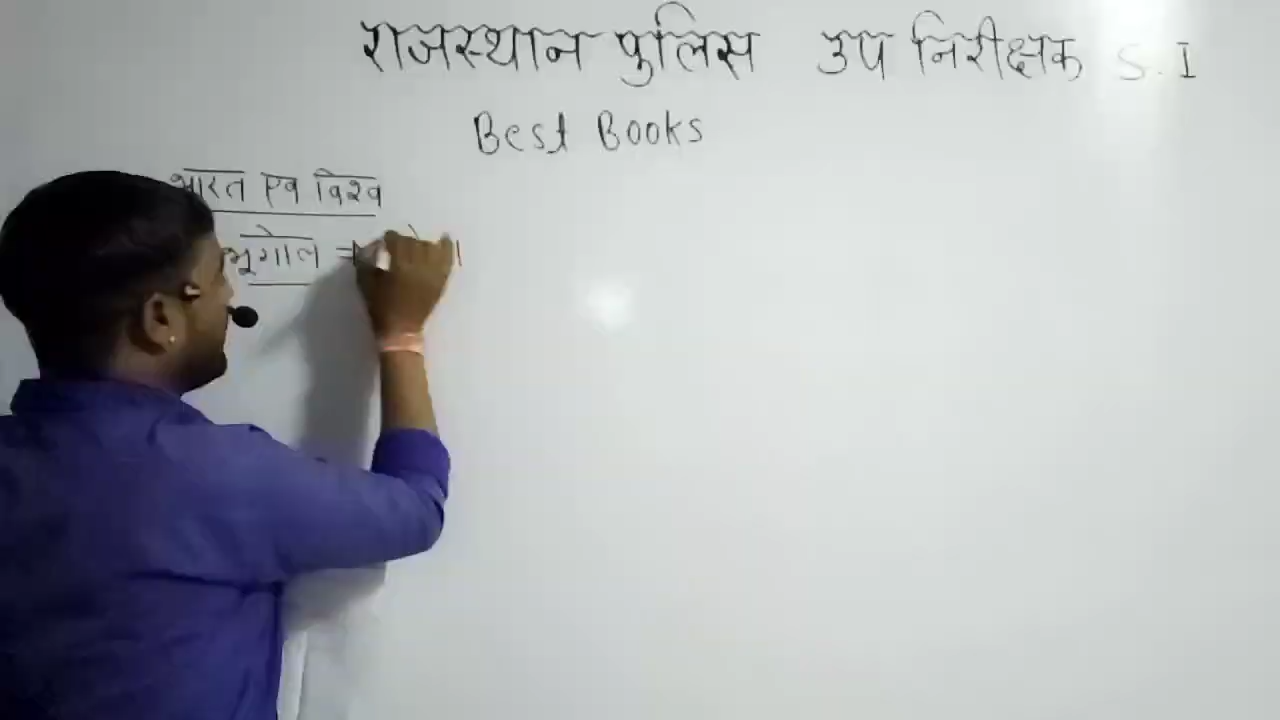 राजस्थान पुलिस उप निरीक्षक S.I
Best Books
भारत एव विश्व
भूगोल ⇒